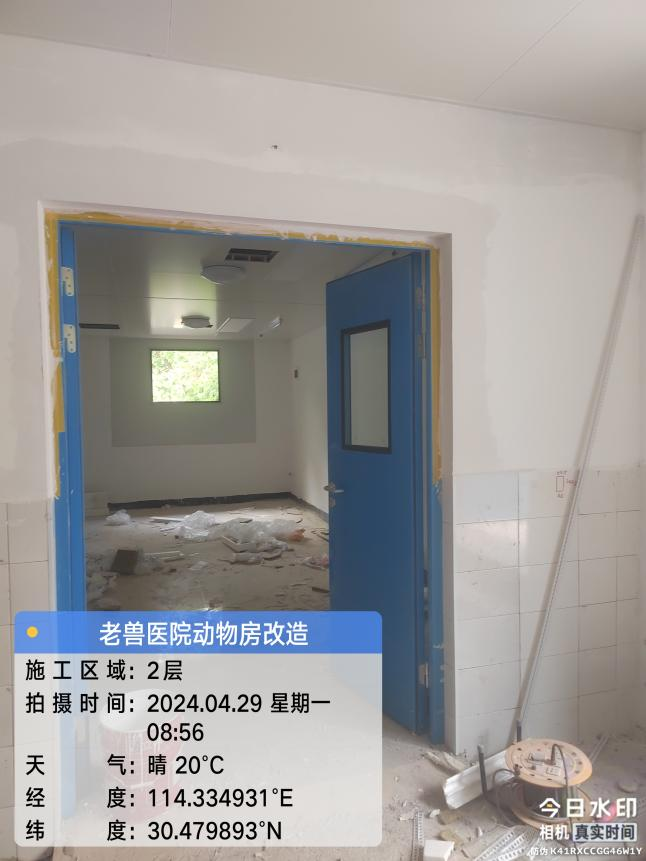 老兽医院动物房改造
施工区域：2层
拍摄时间：2024.04.29 星期一
08:56
天气：晴 20°C
经度：114.334931°E
纬度：30.479893°N
今日水印
相机 真实时间
防伪 K41RXCCGG46W1Y